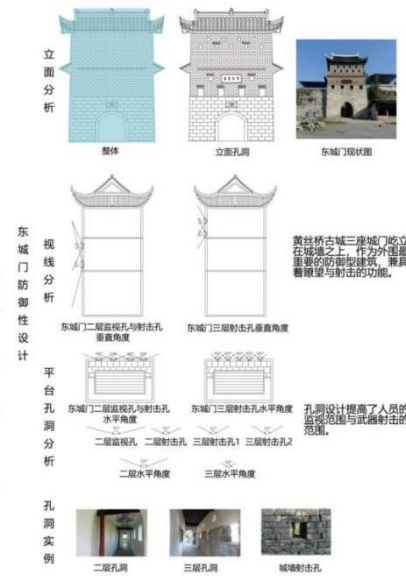 东城门防御性设计
立面分析
整体
立面孔洞
东城门现状图
视线分析
东城门二层监视孔与射击孔
垂直角度
东城门三层射击孔垂直角度
黄丝桥古城三座城门屹立
在城墙之上，作为外围最
重要的防御型建筑，兼具
着瞭望与射击的功能。
平台孔洞分析
东城门二层监视孔与射击孔
水平角度
东城门三层射击孔水平角度
二层监视孔
二层射击孔
三层射击孔1
三层射击孔2
二层水平角度
三层水平角度
孔洞设计提高了人员的
监视范围与武器射击的
范围。
孔洞实例
二层孔洞
三层孔洞
城墙射击孔